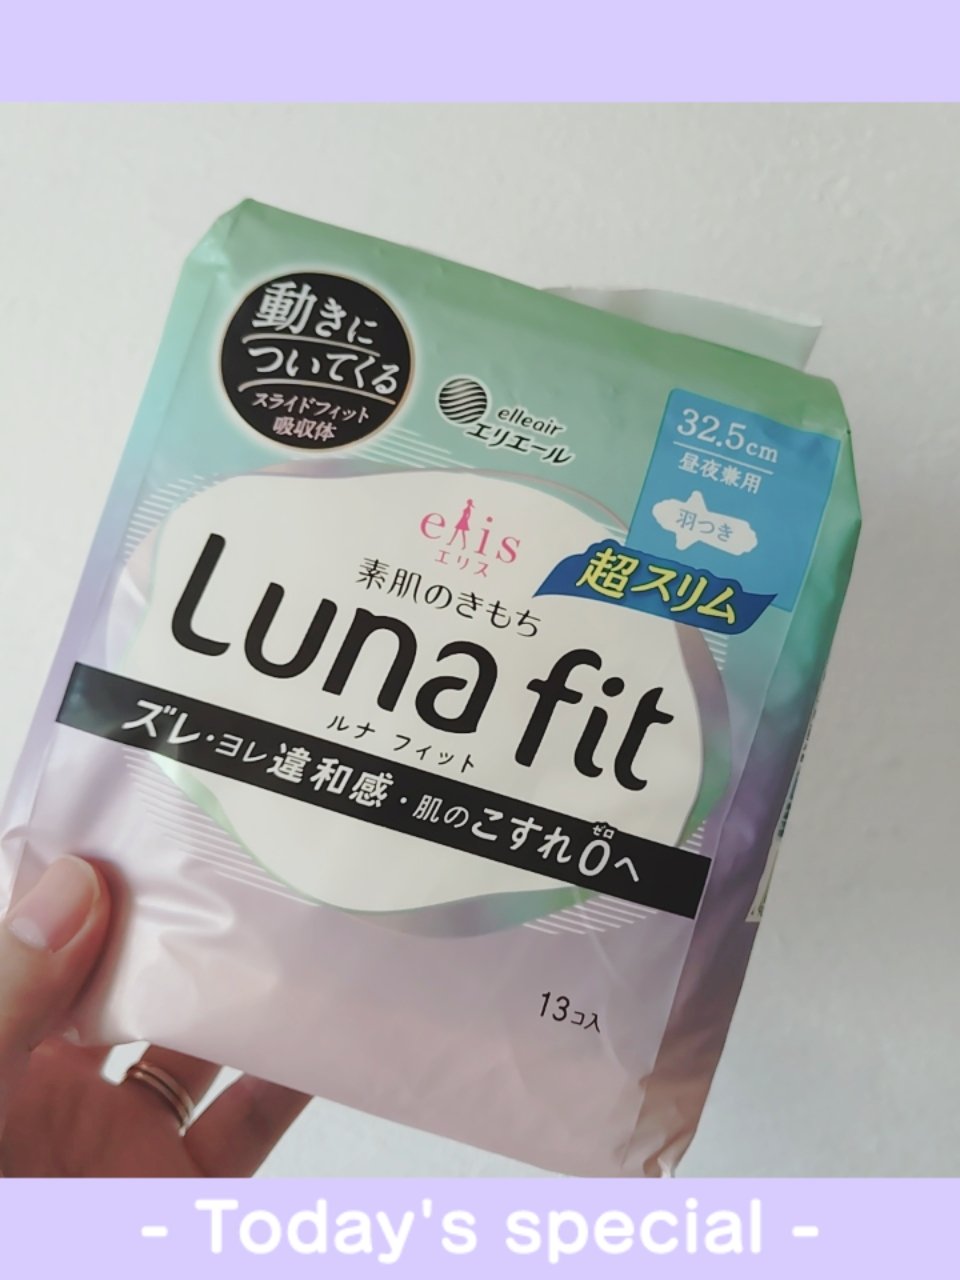 動きに
ついてくる
スライドフィット
吸収体
elleair
エリエール
32.5cm
昼夜兼用
羽つき
超スリム
elis
エリス
素肌のきもち
Luna fit
ルナ フィット
ズレ・ヨレ違和感・肌のこすれ0へ
ゼロ
13コ入
- Today's special -